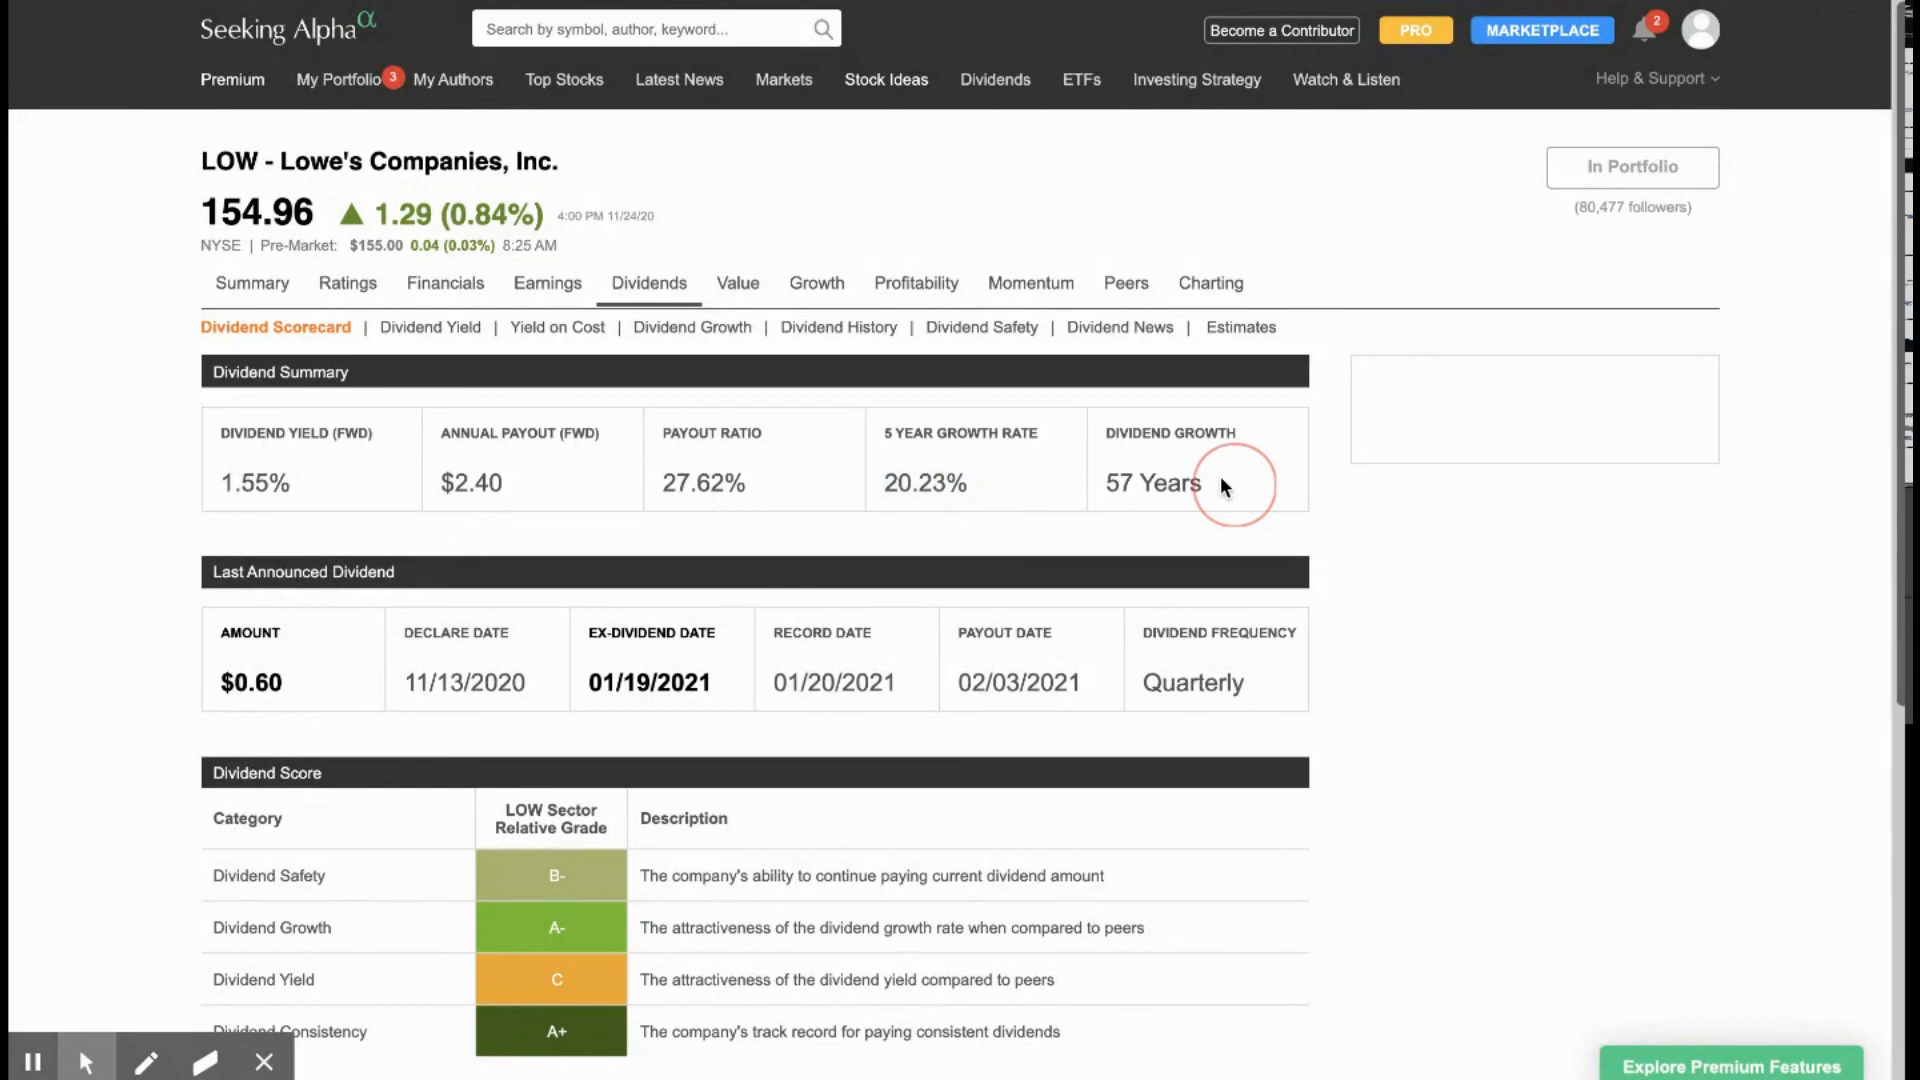 Seeking Alphaα
Search by symbol, author, keyword...
Become a Contributor
PRO
MARKETPLACE
2
Premium
My Portfolio
3
My Authors
Top Stocks
Latest News
Markets
Stock Ideas
Dividends
ETFs
Investing Strategy
Watch & Listen
Help & Support
LOW - Lowe's Companies, Inc.
In Portfolio
(80,477 followers)
154.96 ▲ 1.29 (0.84%) 4:00 PM 11/24/20
NYSE | Pre-Market: $155.00 0.04 (0.03%) 8:25 AM
Summary Ratings Financials Earnings Dividends Value Growth Profitability Momentum Peers Charting
Dividend Scorecard | Dividend Yield | Yield on Cost | Dividend Growth | Dividend History | Dividend Safety | Dividend News | Estimates
Dividend Summary
DIVIDEND YIELD (FWD) ANNUAL PAYOUT (FWD) PAYOUT RATIO 5 YEAR GROWTH RATE DIVIDEND GROWTH
1.55% $2.40 27.62% 20.23% 57 Years
Last Announced Dividend
AMOUNT DECLARE DATE EX-DIVIDEND DATE RECORD DATE PAYOUT DATE DIVIDEND FREQUENCY
$0.60 11/13/2020 01/19/2021 01/20/2021 02/03/2021 Quarterly
Dividend Score
Category
LOW Sector
Relative Grade
Description
Dividend Safety B- The company's ability to continue paying current dividend amount
Dividend Growth A- The attractiveness of the dividend growth rate when compared to peers
Dividend Yield C The attractiveness of the dividend yield compared to peers
Dividend Consistency A+ The company's track record for paying consistent dividends
Explore Premium Features